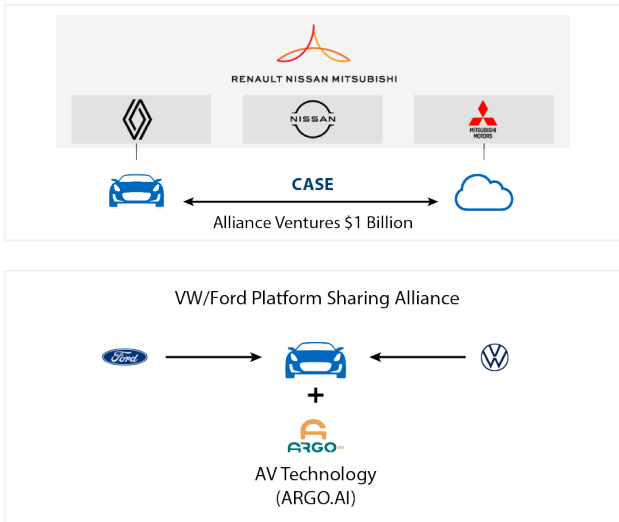 RENAULT NISSAN MITSUBISHI
NISSAN
MITSUBISHI
MOTORS
CASE
Alliance Ventures $1 Billion
VW/Ford Platform Sharing Alliance
Ford
VW
+
ARGO
AV Technology
(ARGO.AI)